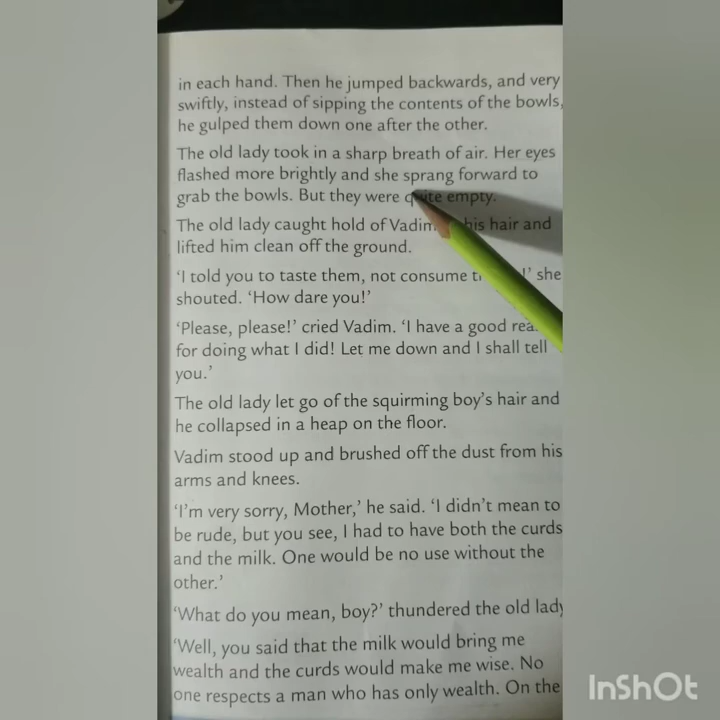 in each hand. Then he jumped backwards, and very
swiftly, instead of sipping the contents of the bowls,
he gulped them down one after the other.
The old lady took in a sharp breath of air. Her eyes
flashed more brightly and she sprang forward to
grab the bowls. But they were quite empty.
The old lady caught hold of Vadim his hair and
lifted him clean off the ground.
‘I told you to taste them, not consume !’ she
shouted. ‘How dare you!’
‘Please, please!’ cried Vadim. ‘I have a good
for doing what I did! Let me down and I shall tell
you.’
The old lady let go of the squirming boy’s hair and
he collapsed in a heap on the floor.
Vadim stood up and brushed off the dust from his
arms and knees.
‘I’m very sorry, Mother,’ he said. ‘I didn’t mean to
be rude, but you see, I had to have both the curds
and the milk. One would be no use without the
other.’
‘What do you mean, boy?’ thundered the old lady
‘Well, you said that the milk would bring me
wealth and the curds would make me wise. No
one respects a man who has only wealth. On the
InShOt